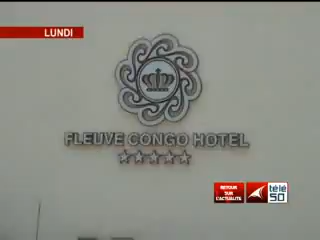 LUNDI
FLEUVE CONGO HOTEL
RETOUR
SUR
L'ACTUALITE
télé
50